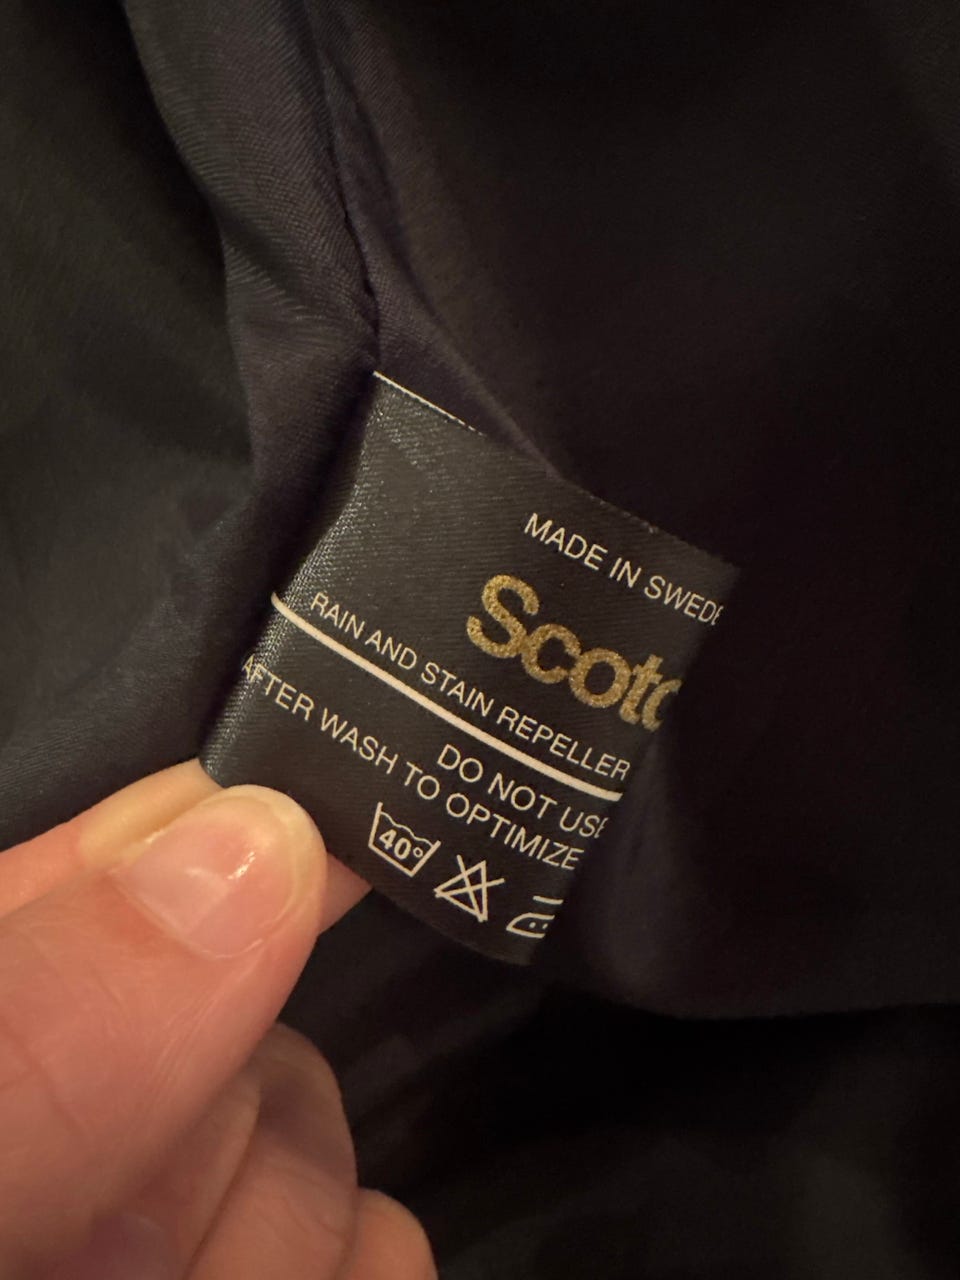 MADE IN SWEDE
Scotc
RAIN AND STAIN REPELLER
DO NOT USE
AFTER WASH TO OPTIMIZE
40°